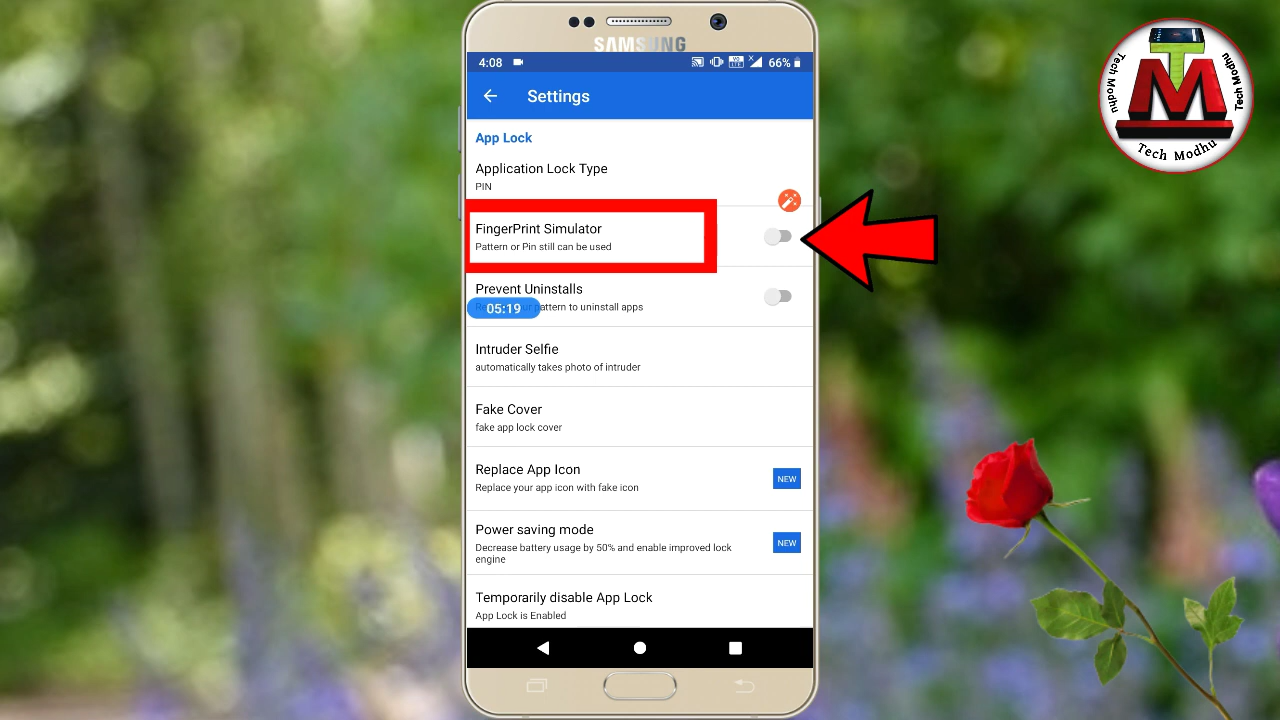 SAMSUNG
4:08
VO
LTE
X
66%
Settings
App Lock
Application Lock Type
PIN
FingerPrint Simulator
Pattern or Pin still can be used
Prevent Uninstalls
05:19
pattern to uninstall apps
Intruder Selfie
automatically takes photo of intruder
Fake Cover
fake app lock cover
Replace App Icon
Replace your app icon with fake icon
NEW
Power saving mode
Decrease battery usage by 50% and enable improved lock
engine
NEW
Temporarily disable App Lock
App Lock is Enabled
Tech Modhu
TM
Tech Modhu
Tech Modhu